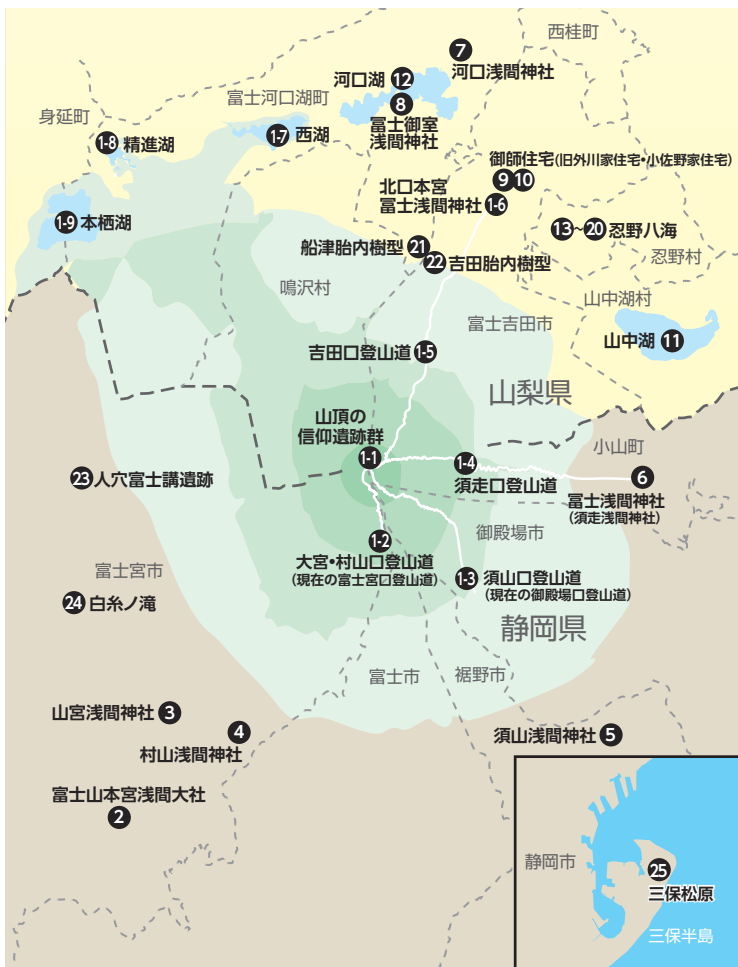 西桂町
7
河口浅間神社
河口湖
12
8
冨士御室
浅間神社
富士河口湖町
身延町
1-8 精進湖
1-7 西湖
御師住宅(旧外川家住宅・小佐野家住宅)
9 10
北口本宮
冨士浅間神社
1-6
1-9 本栖湖
13~20 忍野八海
忍野村
船津胎内樹型 21
22 吉田胎内樹型
鳴沢村
山中湖村
富士吉田市
山中湖 11
吉田口登山道 1-5
山梨県
山頂の
信仰遺跡群
1-1
小山町
1-4
須走口登山道
6
冨士浅間神社
(須走浅間神社)
23 人穴富士講遺跡
御殿場市
1-2
大宮・村山口登山道
(現在の富士宮口登山道)
1-3 須山口登山道
(現在の御殿場口登山道)
富士宮市
24 白糸ノ滝
静岡県
富士市
裾野市
山宮浅間神社 3
4
村山浅間神社
須山浅間神社 5
富士山本宮浅間大社
2
静岡市
25
三保松原
三保半島